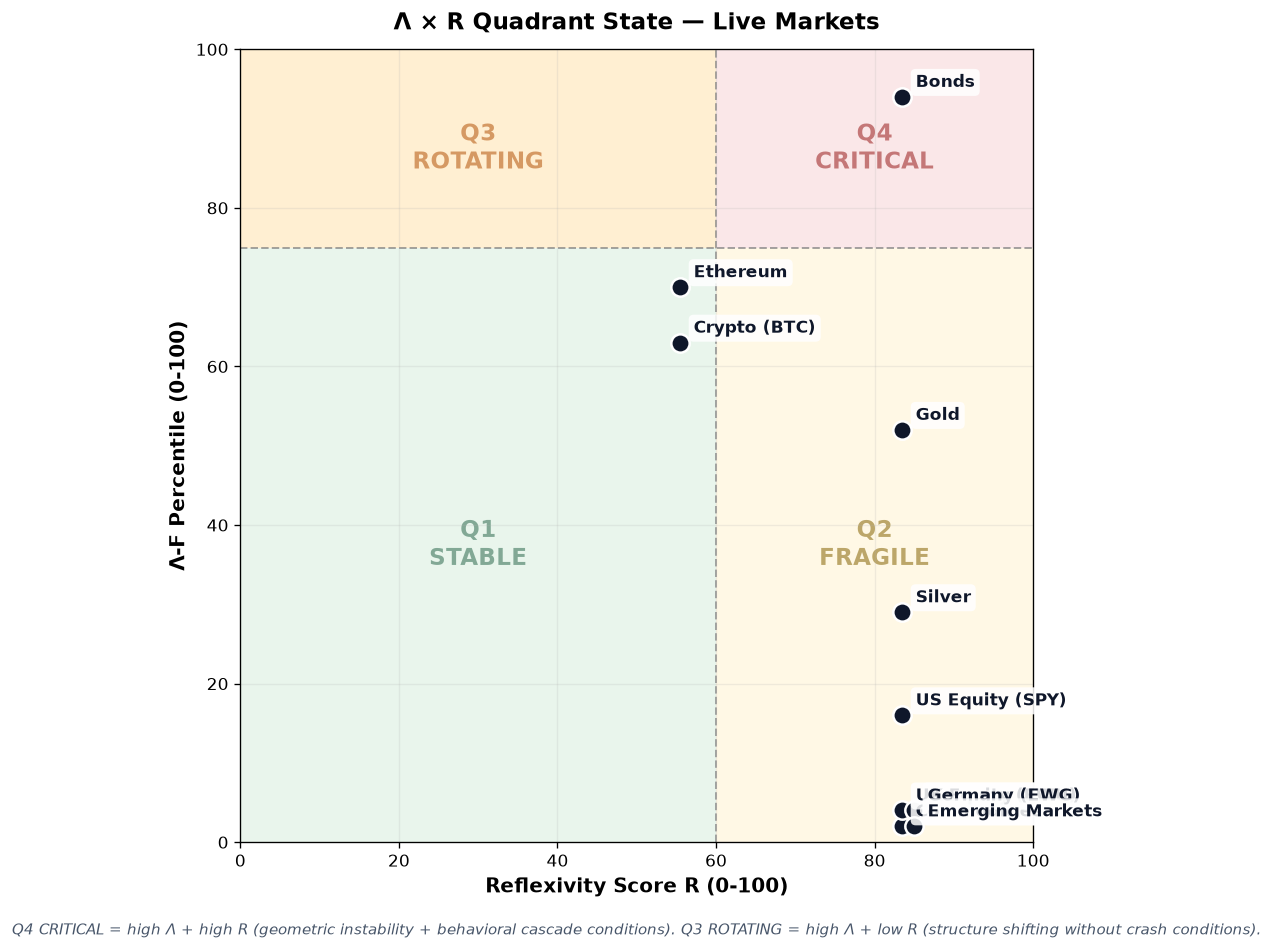 Λ × R Quadrant State — Live Markets
100
80
60
40
20
0
Λ-F Percentile (0-100)
Bonds
Q3
ROTATING
Q4
CRITICAL
Ethereum
Crypto (BTC)
Gold
Q1
STABLE
Q2
FRAGILE
Silver
US Equity (SPY)
Germany (EWG)
Emerging Markets
0
20
40
60
80
100
Reflexivity Score R (0-100)
Q4 CRITICAL = high Λ + high R (geometric instability + behavioral cascade conditions). Q3 ROTATING = high Λ + low R (structure shifting without crash conditions).